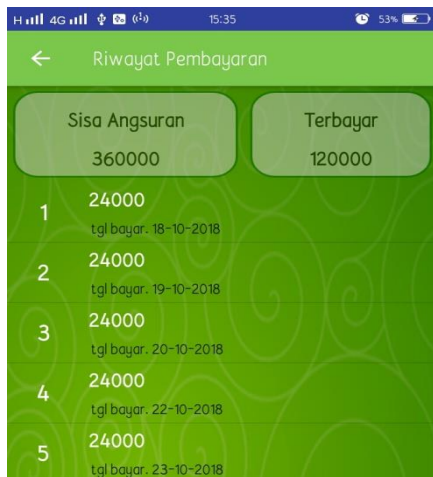 H 4G 15:35 53%
Riwayat Pembayaran
Sisa Angsuran
360000
Terbayar
120000
1
24000
tgl bayar. 18-10-2018
2
24000
tgl bayar. 19-10-2018
3
24000
tgl bayar. 20-10-2018
4
24000
tgl bayar. 22-10-2018
5
24000
tgl bayar. 23-10-2018